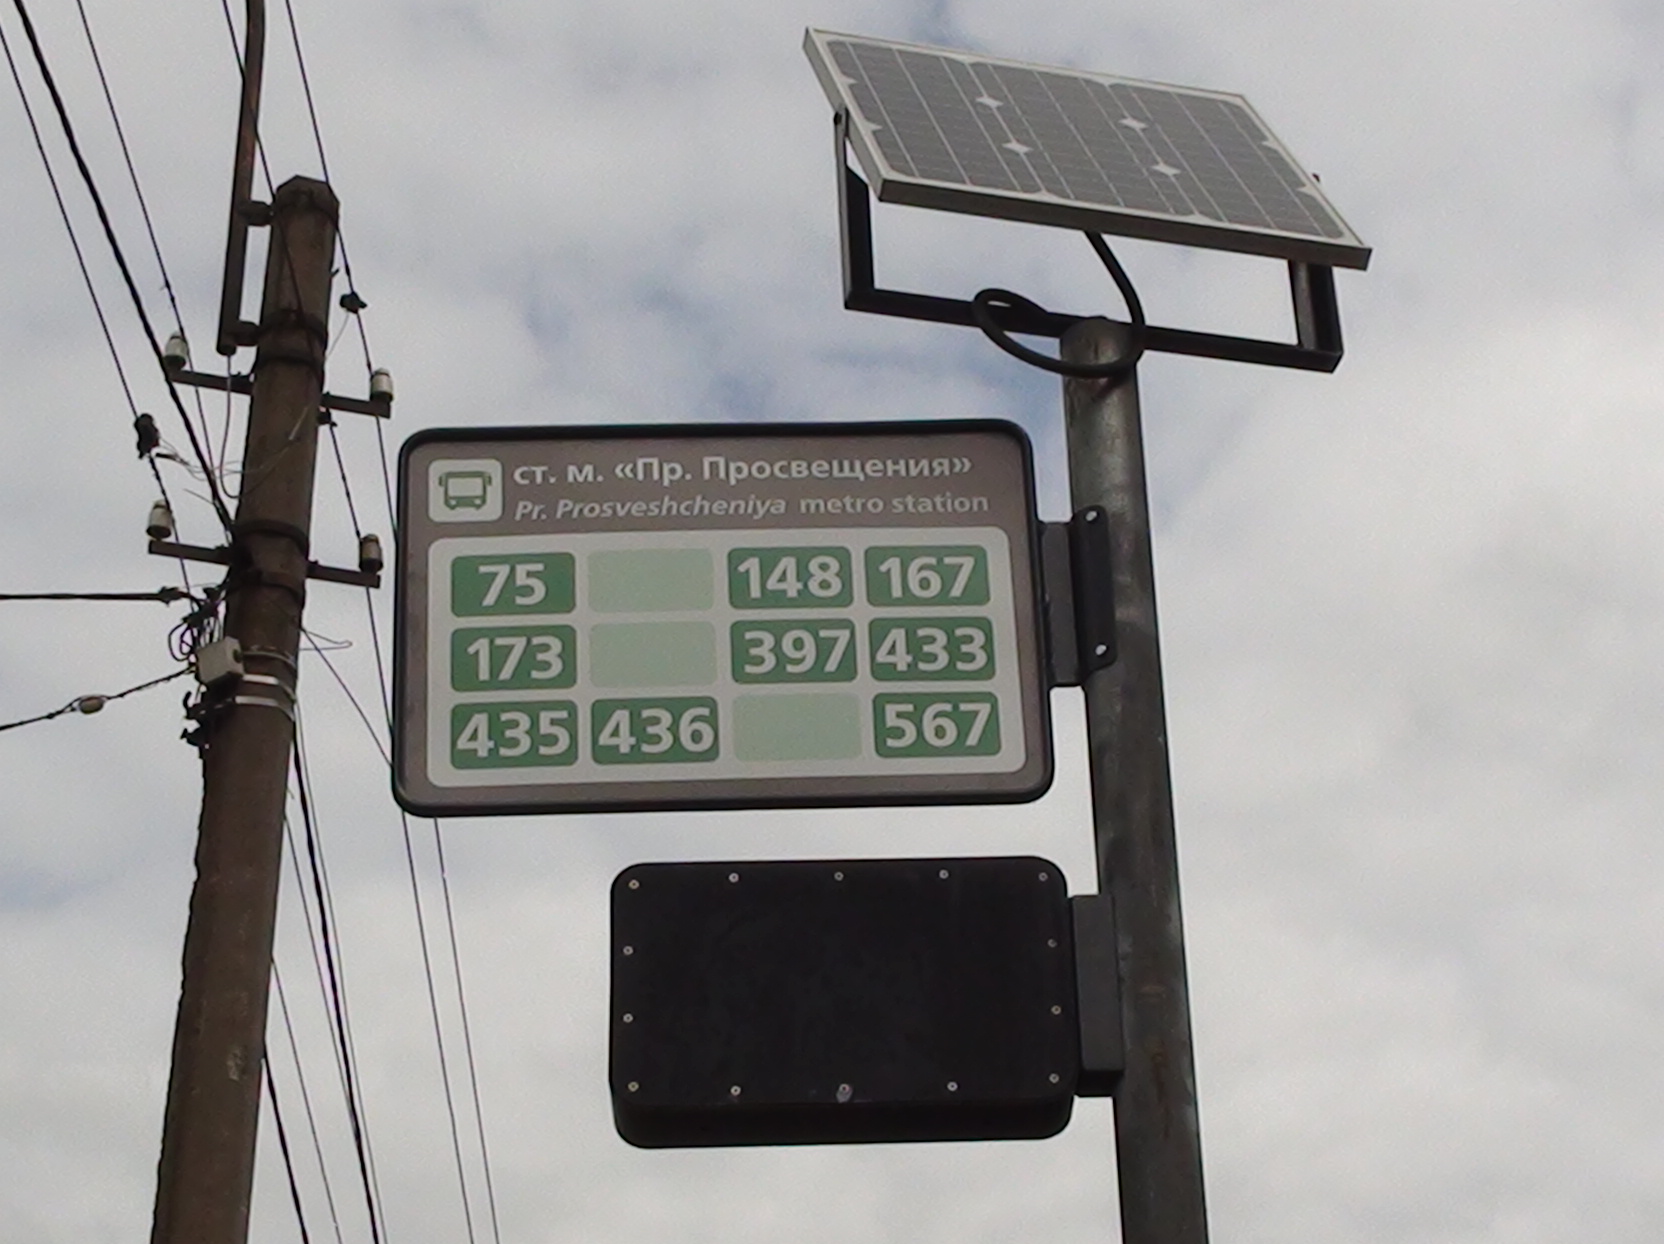 ст. м. «Пр. Просвещения»
Pr. Prosveshcheniya metro station
75 148 167
173 397 433
435 436 567